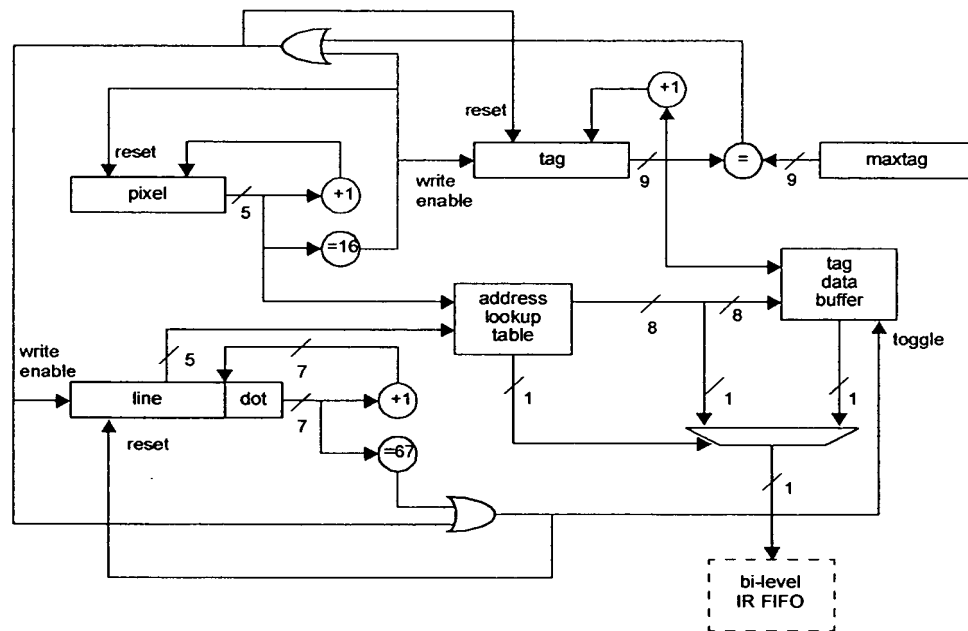 +1
reset
tag
=
maxtag
write
enable
9
9
reset
pixel
5
+1
=16
address
lookup
table
8
8
tag
data
buffer
toggle
write
enable
5
7
line
dot
7
+1
1
1
1
reset
=67
1
bi-level
IR FIFO